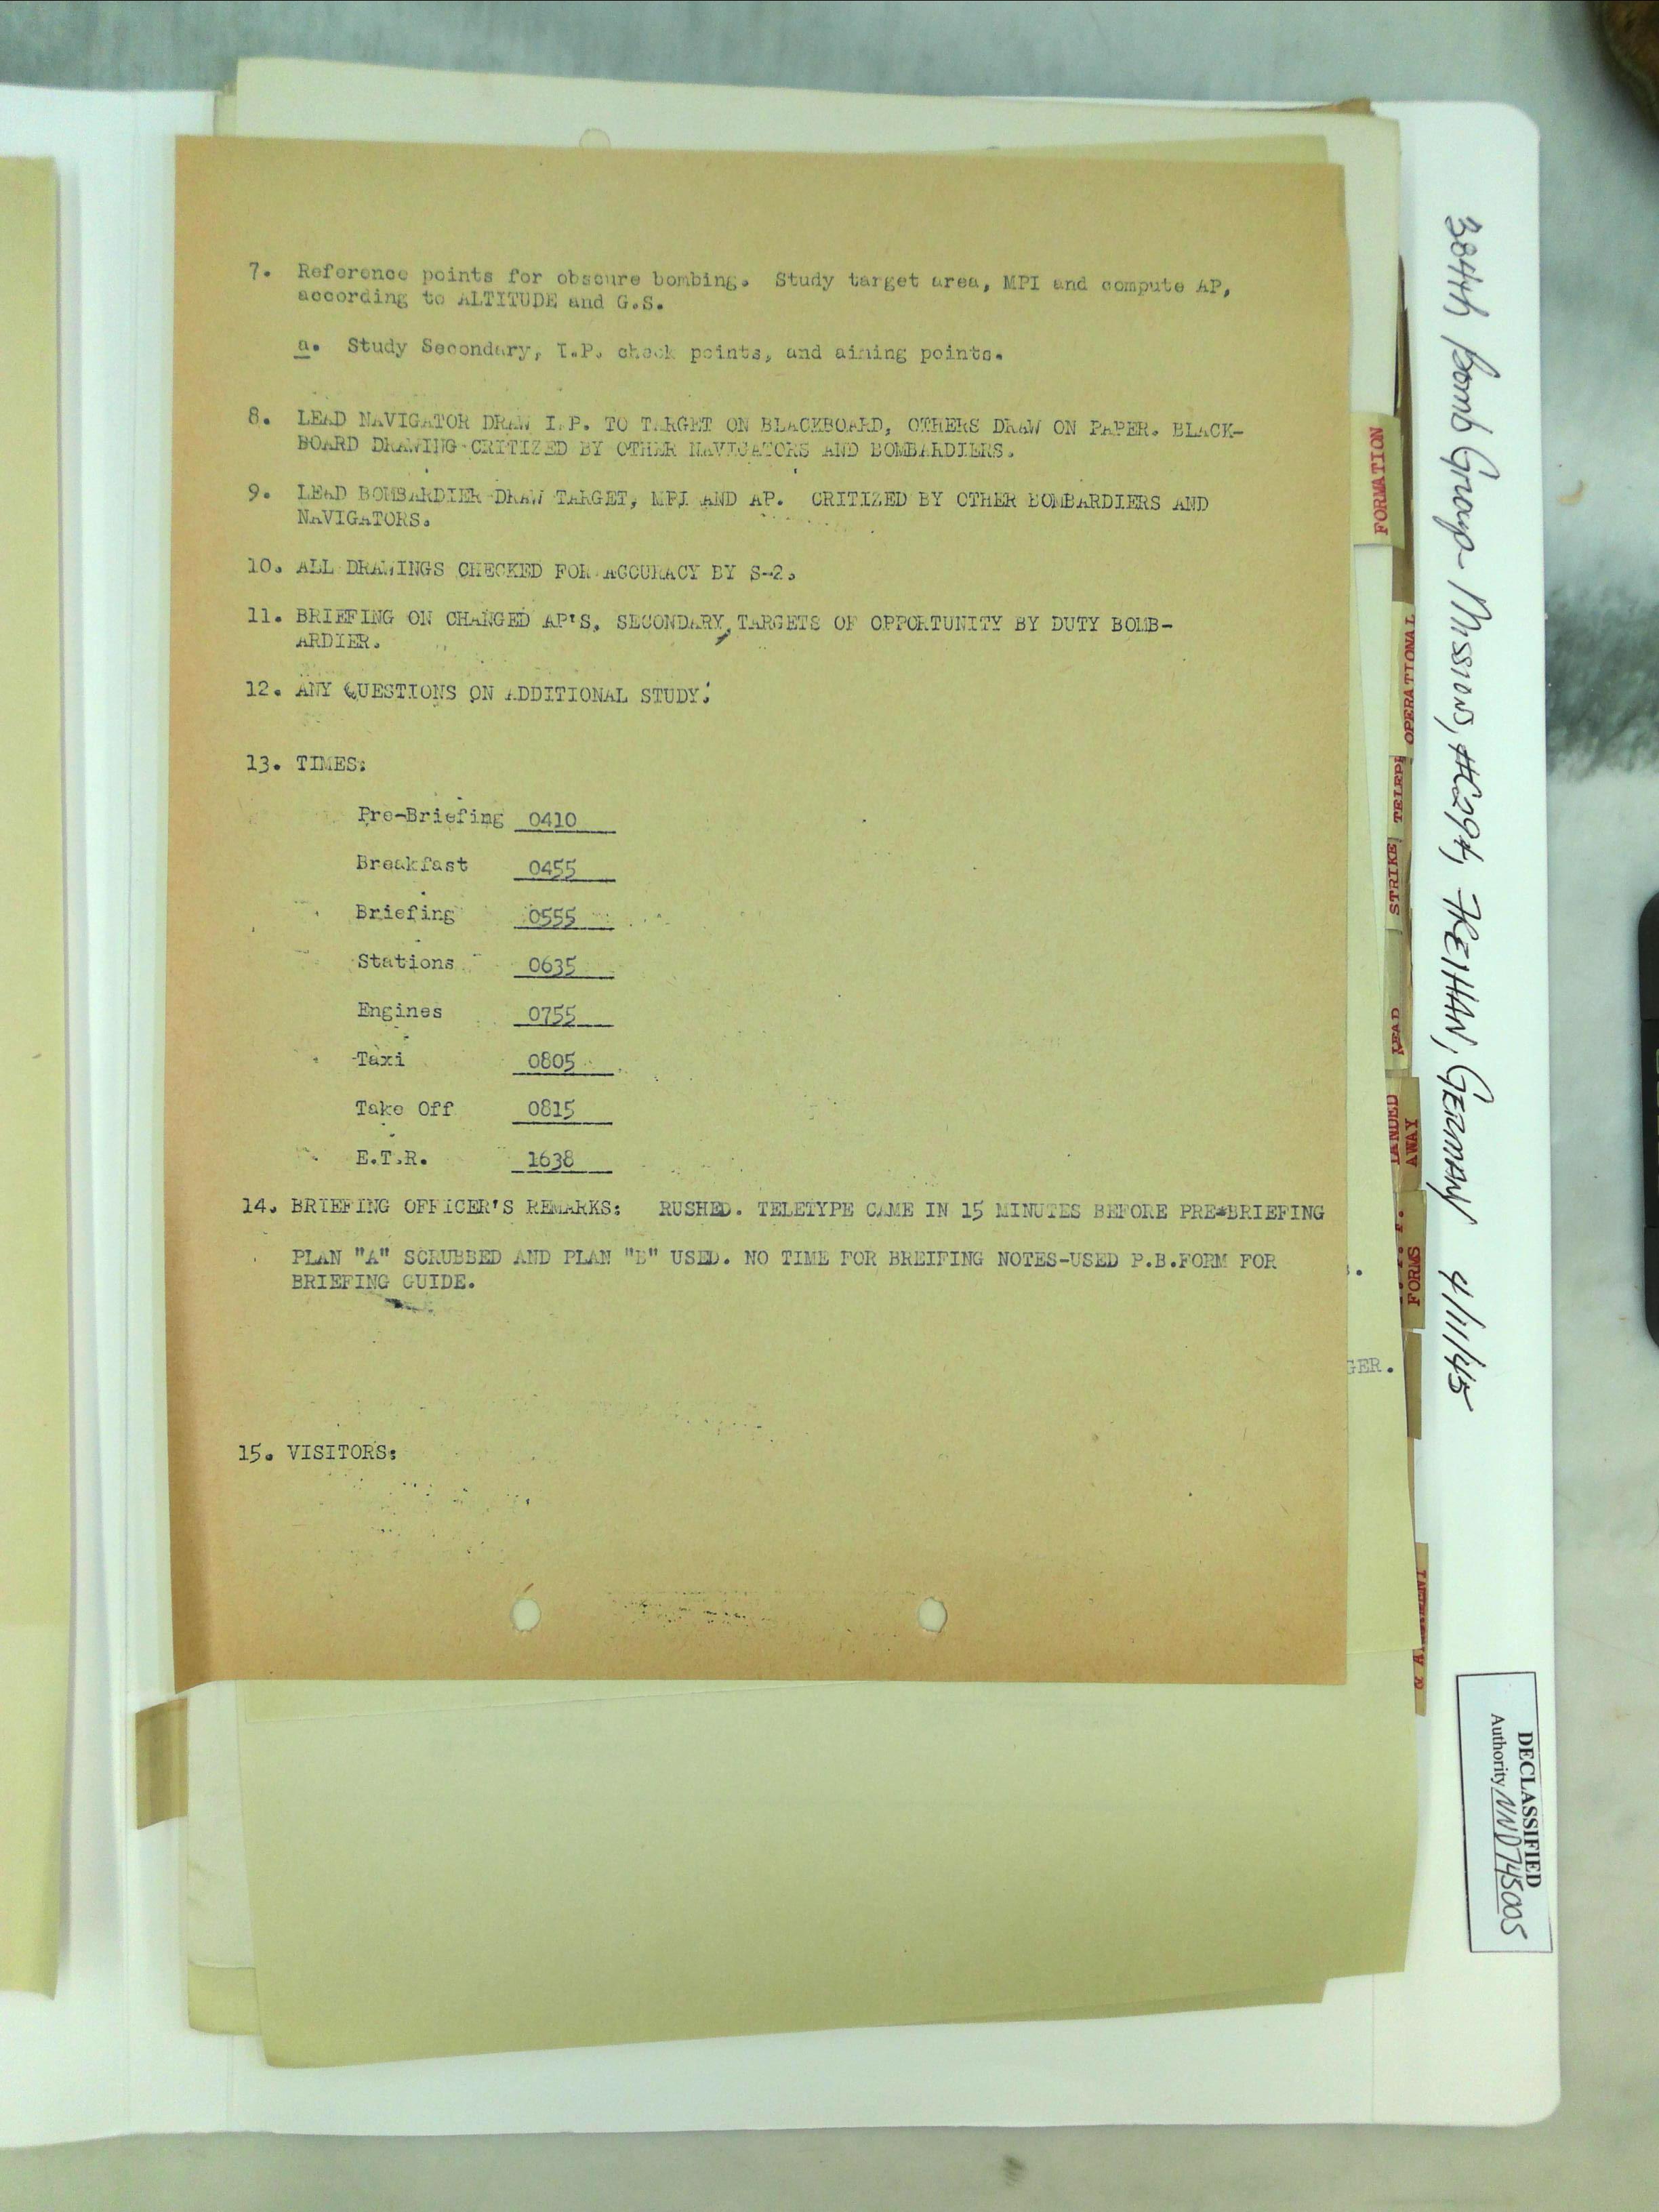 7. Reference points for obscure bombing. Study target area, MPI and compute AP,
according to ALTITUDE and G.S.
a. Study Secondary, I.P. check points, and aiming points.
8. LEAD NAVIGATOR DRAW I.P. TO TARGET ON BLACKBOARD, OTHERS DRAW ON PAPER. BLACK-
BOARD DRAWING CRITIZED BY OTHER NAVIGATORS AND BOMBARDIERS.
9. LEAD BOMBARDIER DRAW TARGET, MPI AND AP. CRITIZED BY OTHER BOMBARDIERS AND
NAVIGATORS.
10. ALL DRAWINGS CHECKED FOR ACCURACY BY S-2.
11. BRIEFING ON CHANGED AP'S, SECONDARY, TARGETS OF OPPORTUNITY BY DUTY BOMB-
ARDIER.
12. ANY QUESTIONS ON ADDITIONAL STUDY.
13. TIMES:
Pre-Briefing 0410
Breakfast 0455
Briefing 0555
Stations 0635
Engines 0755
Taxi 0805
Take Off 0815
E.T.R. 1638
14. BRIEFING OFFICER'S REMARKS: RUSHED. TELETYPE CAME IN 15 MINUTES BEFORE PRE*BRIEFING
PLAN "A" SCRUBBED AND PLAN "B" USED. NO TIME FOR BREIFING NOTES-USED P.B.FORM FOR
BRIEFING GUIDE.
15. VISITORS:
GER.
FORMATION
OPERATIONAL
STRIKE
LEAD
LANDED
AWAY
FORMS
384th Bomb Group - Missions, #294, GERMANY 4/11/45
DECLASSIFIED
Authority NND745005